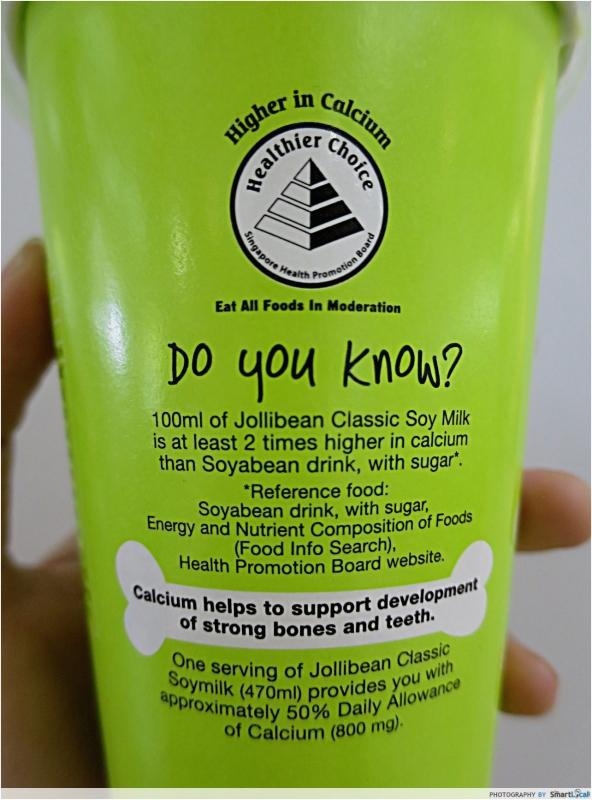 Higher in Calcium
Healthier Choice
Singapore Health Promotion Board
Eat All Foods In Moderation
DO YOU KNOW?
100ml of Jollibean Classic Soy Milk
is at least 2 times higher in calcium
than Soyabean drink, with sugar*.
*Reference food:
Soyabean drink, with sugar,
Energy and Nutrient Composition of Foods
(Food Info Search),
Health Promotion Board website.
Calcium helps to support development
of strong bones and teeth.
One serving of Jollibean Classic
Soymilk (470ml) provides you with
approximately 50% Daily Allowance
of Calcium (800 mg).
PHOTOGRAPHY BY SmartLocal